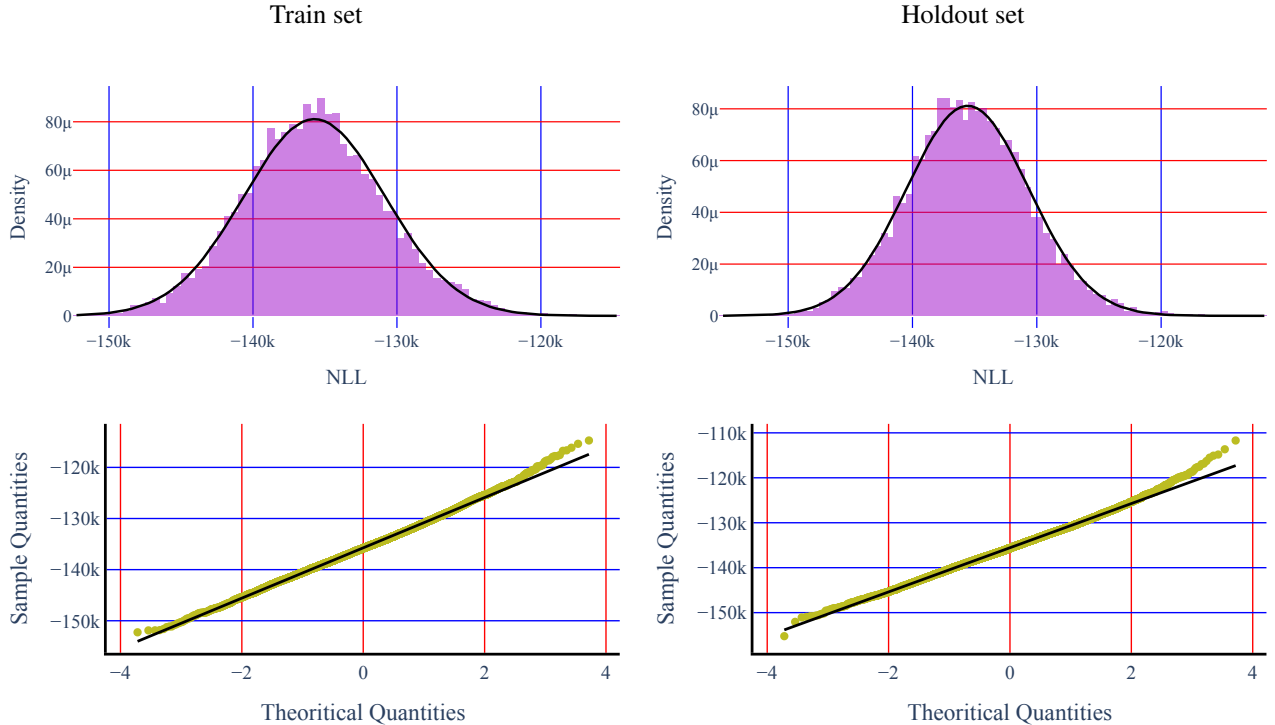 Train set
Holdout set
80μ
60μ
40μ
20μ
0
Density
−150k
−140k
−130k
−120k
NLL
80μ
60μ
40μ
20μ
0
Density
−150k
−140k
−130k
−120k
NLL
−120k
−130k
−140k
−150k
Sample Quantities
−4
−2
0
2
4
Theoritical Quantities
−110k
−120k
−130k
−140k
−150k
Sample Quantities
−4
−2
0
2
4
Theoritical Quantities